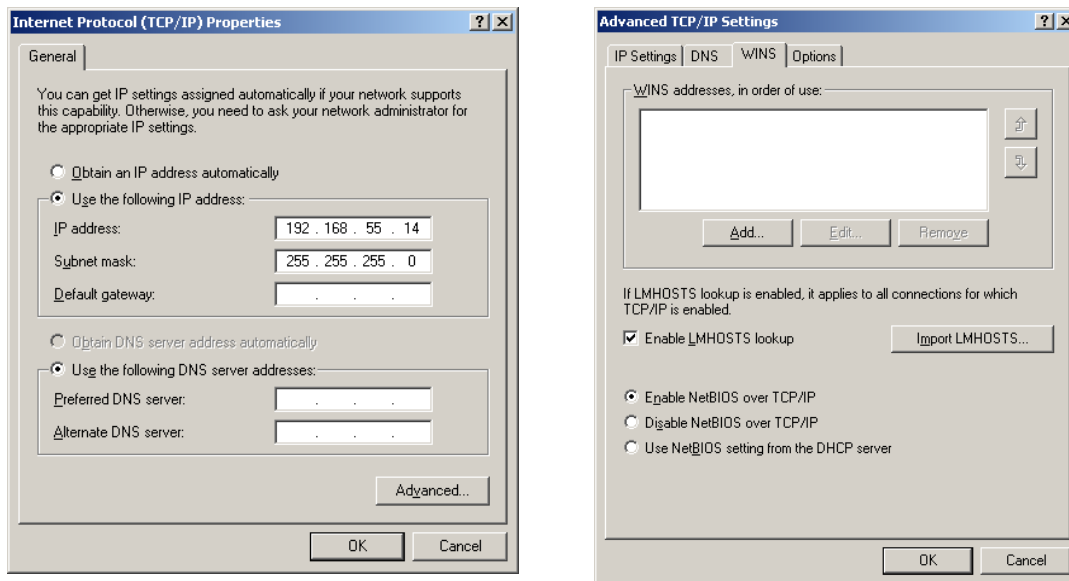 Internet Protocol (TCP/IP) Properties
General
You can get IP settings assigned automatically if your network supports
this capability. Otherwise, you need to ask your network administrator for
the appropriate IP settings.
Obtain an IP address automatically
Use the following IP address:
IP address: 192 . 168 . 55 . 14
Subnet mask: 255 . 255 . 255 . 0
Default gateway: . . .
Obtain DNS server address automatically
Use the following DNS server addresses:
Preferred DNS server: . . .
Alternate DNS server: . . .
Advanced...
OK Cancel
Advanced TCP/IP Settings
IP Settings DNS WINS Options
WINS addresses, in order of use:
Add... Edit... Remove
If LMHOSTS lookup is enabled, it applies to all connections for which
TCP/IP is enabled.
Enable LMHOSTS lookup Import LMHOSTS...
Enable NetBIOS over TCP/IP
Disable NetBIOS over TCP/IP
Use NetBIOS setting from the DHCP server
OK Cancel